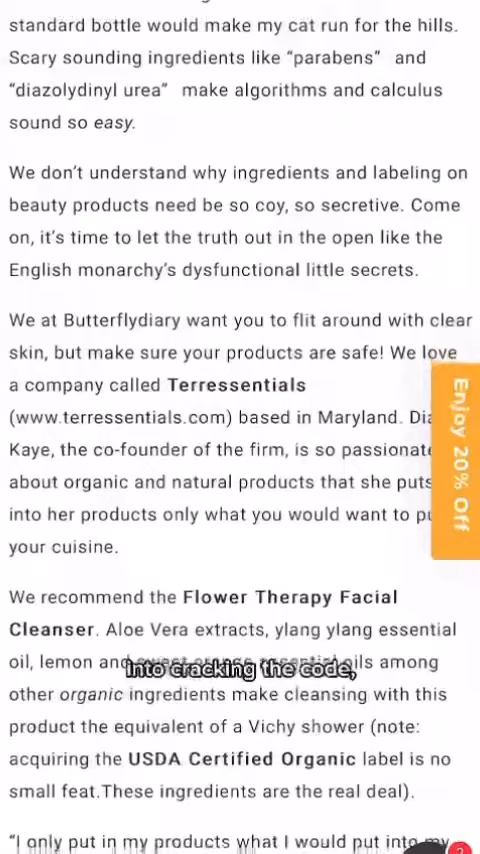 standard bottle would make my cat run for the hills.
Scary sounding ingredients like “parabens” and
“diazolydinyl urea” make algorithms and calculus
sound so easy.
We don’t understand why ingredients and labeling on
beauty products need be so coy, so secretive. Come
on, it’s time to let the truth out in the open like the
English monarchy’s dysfunctional little secrets.
We at Butterflydiary want you to flit around with clear
skin, but make sure your products are safe! We love
a company called Terressentials
(www.terressentials.com) based in Maryland. Di
Kaye, the co-founder of the firm, is so passionat
about organic and natural products that she puts
into her products only what you would want to p
your cuisine.
Enjoy 20% Off
We recommend the Flower Therapy Facial
Cleanser. Aloe Vera extracts, ylang ylang essential
oil, lemon and oils among
into cracking the code,
other organic ingredients make cleansing with this
product the equivalent of a Vichy shower (note:
acquiring the USDA Certified Organic label is no
small feat.These ingredients are the real deal).
“I only put in my products what I would put into my
2